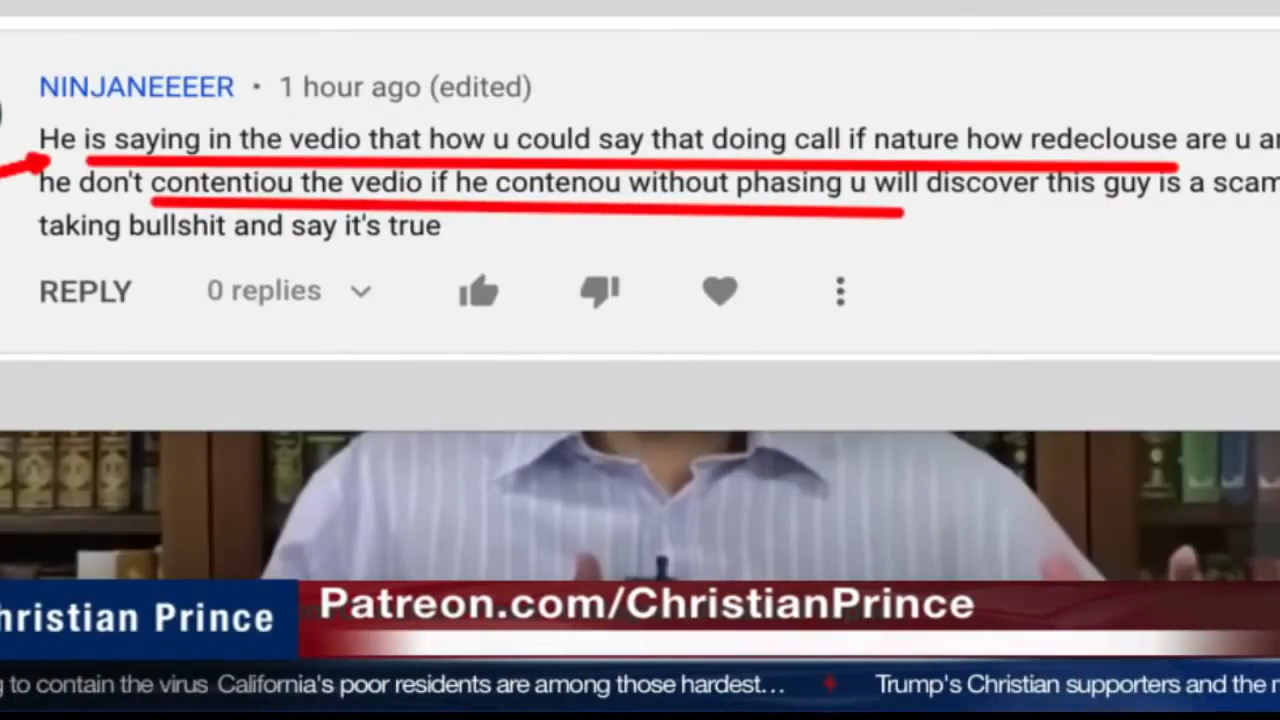 NINJANEEEER • 1 hour ago (edited)
He is saying in the vedio that how u could say that doing call if nature how redeclouse are u
he don't contentiou the vedio if he contenou without phasing u will discover this guy is a scam
taking bullshit and say it's true
REPLY 0 replies
hristian Prince
Patreon.com/ChristianPrince
to contain the virus California's poor residents are among those hardest... Trump's Christian supporters and the